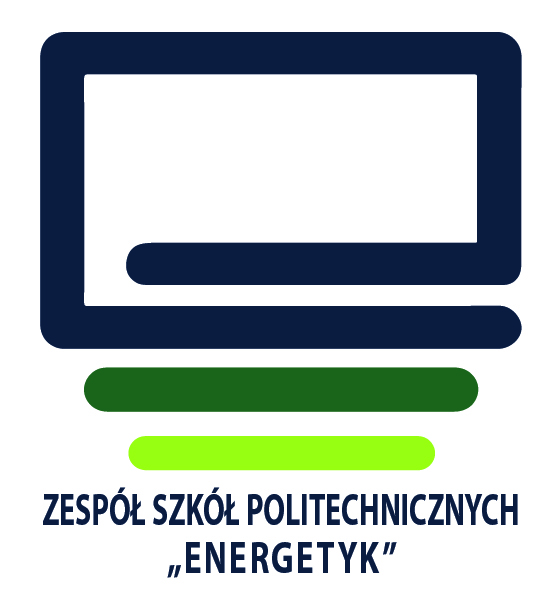 ZESPÓŁ SZKÓŁ POLITECHNICZNYCH
„ENERGETYK”